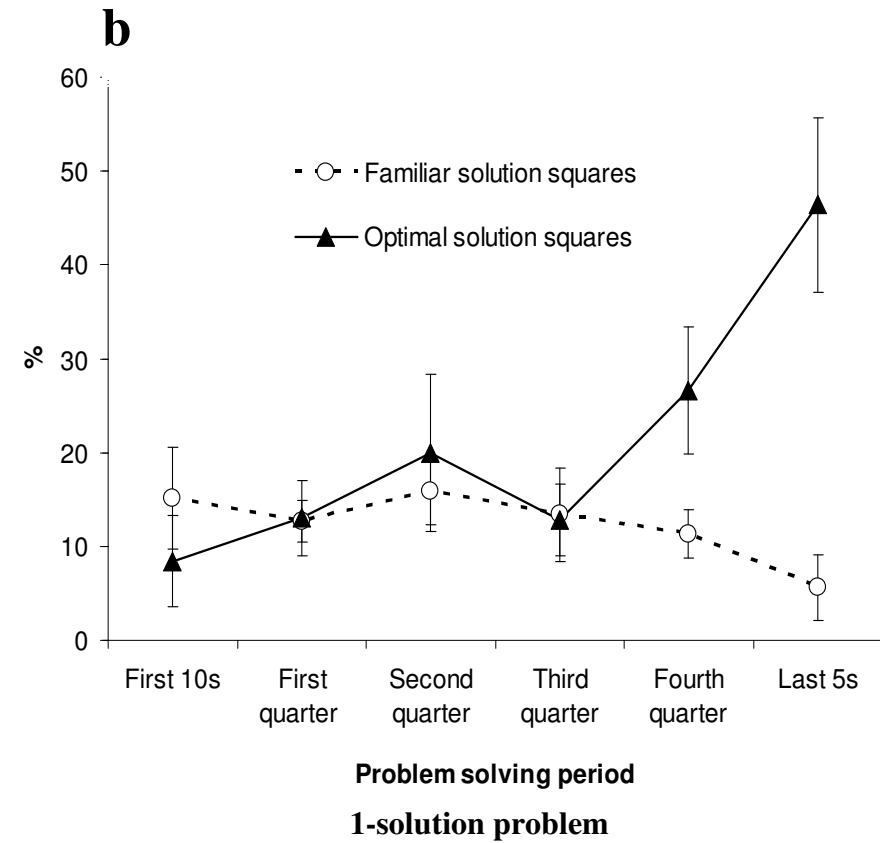 b
60
50
40
30
20
10
0
%
Familiar solution squares
Optimal solution squares
First 10s
First quarter
Second quarter
Third quarter
Fourth quarter
Last 5s
Problem solving period
1-solution problem